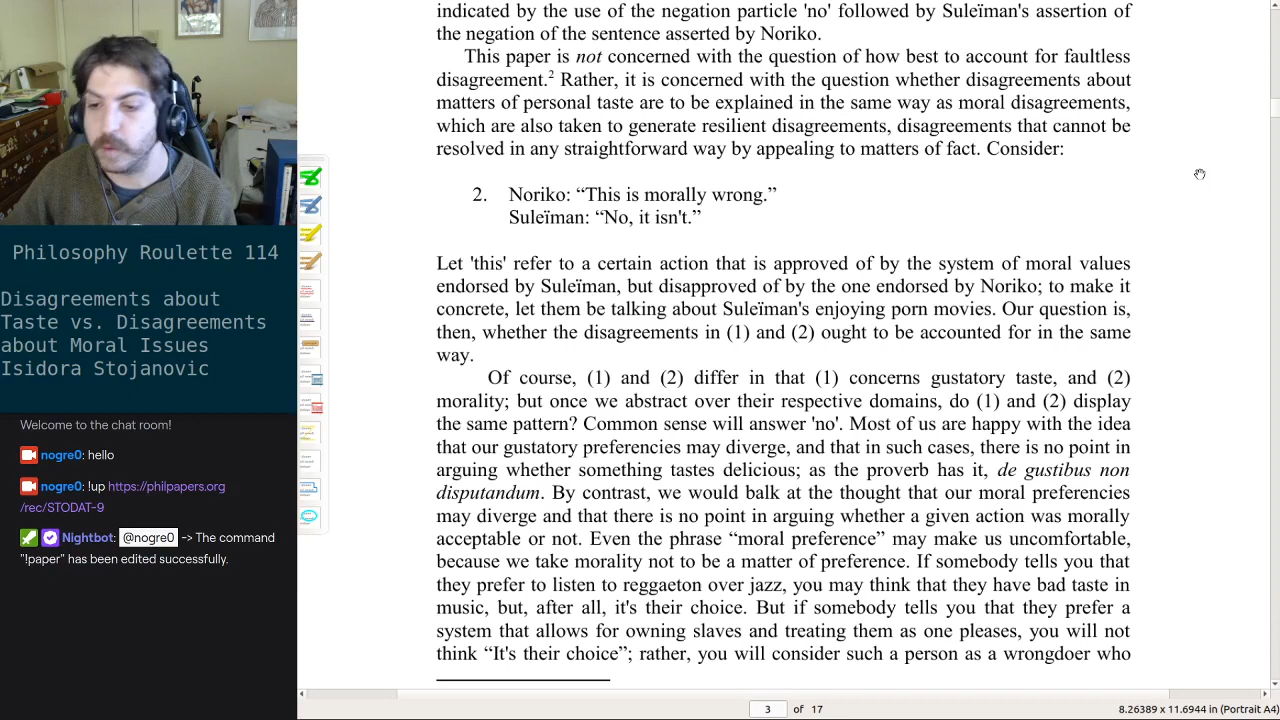 indicated by the use of the negation particle 'no' followed by Suleïman's assertion of
the negation of the sentence asserted by Noriko.
This paper is not concerned with the question of how best to account for faultless
disagreement.2 Rather, it is concerned with the question whether disagreements about
matters of personal taste are to be explained in the same way as moral disagreements,
which are also taken to generate resilient disagreements, disagreements that cannot be
resolved in any straightforward way by appealing to matters of fact. Consider:
2. Noriko: “This is morally wrong.”
Suleïman: “No, it isn't.”
Let 'this' refer to a certain action that is approved of by the system of moral values
endorsed by Suleïman, but disapproved of by the one endorsed by Noriko; to make it
concrete, let it be the action of Suleïman's having port after dinner. The question is,
then, whether the disagreements in (1) and (2) ought to be accounted for in the same
way.
Of course, (1) and (2) differ in that (1) concerns gustatory taste, and (2)
morality; but once we abstract over their respective domains, do (1) and (2) display
the same pattern? Common sense answers with no. Most of us are happy with the idea
that our gustatory preferences may diverge, and that in most cases, there is no point in
arguing whether something tastes delicious; as the proverb has it, de gustibus non
disputandum. By contrast, we would balk at the thought that our moral preferences
may diverge and that there is no point in arguing whether a given action was morally
acceptable or not. Even the phrase “moral preference” may make us uncomfortable,
because we take morality not to be a matter of preference. If somebody tells you that
they prefer to listen to reggaeton over jazz, you may think that they have bad taste in
music, but, after all, it's their choice. But if somebody tells you that they prefer a
system that allows for owning slaves and treating them as one pleases, you will not
think “It's their choice”; rather, you will consider such a person as a wrongdoer who
Philosophy Roulette 114
Disagreements about
Taste vs. Disagreements
about Moral Issues
Isidora Stojanovic
Welcome to the chat room!
nogre0: hello
nogre0: !up https://philpapers.org
/rec/STODAT-9
Nightbot: @nogre0 -> The command
"!paper" has been edited successfully.
3 of 17
8.26389 x 11.6944 in (Portrait A4)